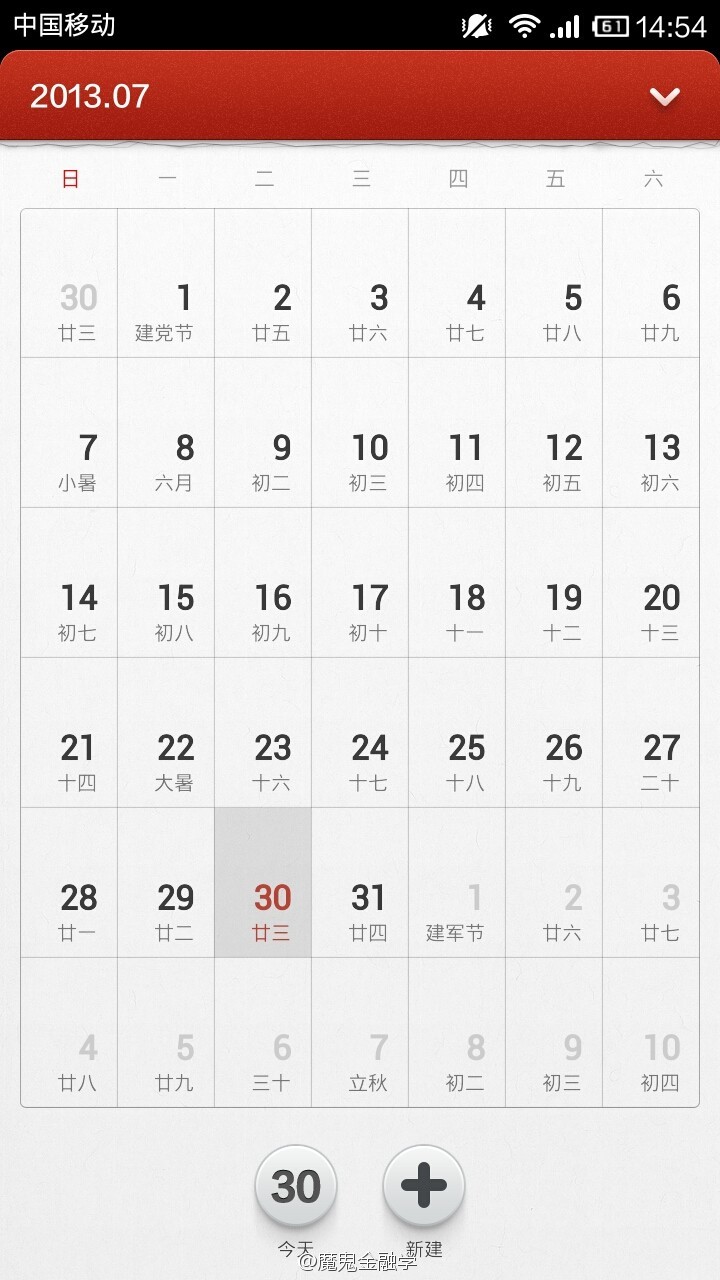 中国移动 61 14:54
2013.07
日 一 二 三 四 五 六
30 1 2 3 4 5 6
廿三 建党节 廿五 廿六 廿七 廿八 廿九
7 8 9 10 11 12 13
小暑 六月 初二 初三 初四 初五 初六
14 15 16 17 18 19 20
初七 初八 初九 初十 十一 十二 十三
21 22 23 24 25 26 27
十四 大暑 十六 十七 十八 十九 二十
28 29 30 31 1 2 3
廿一 廿二 廿三 廿四 建军节 廿六 廿七
4 5 6 7 8 9 10
廿八 廿九 三十 立秋 初二 初三 初四
30
今天 新建
@魔鬼金融学